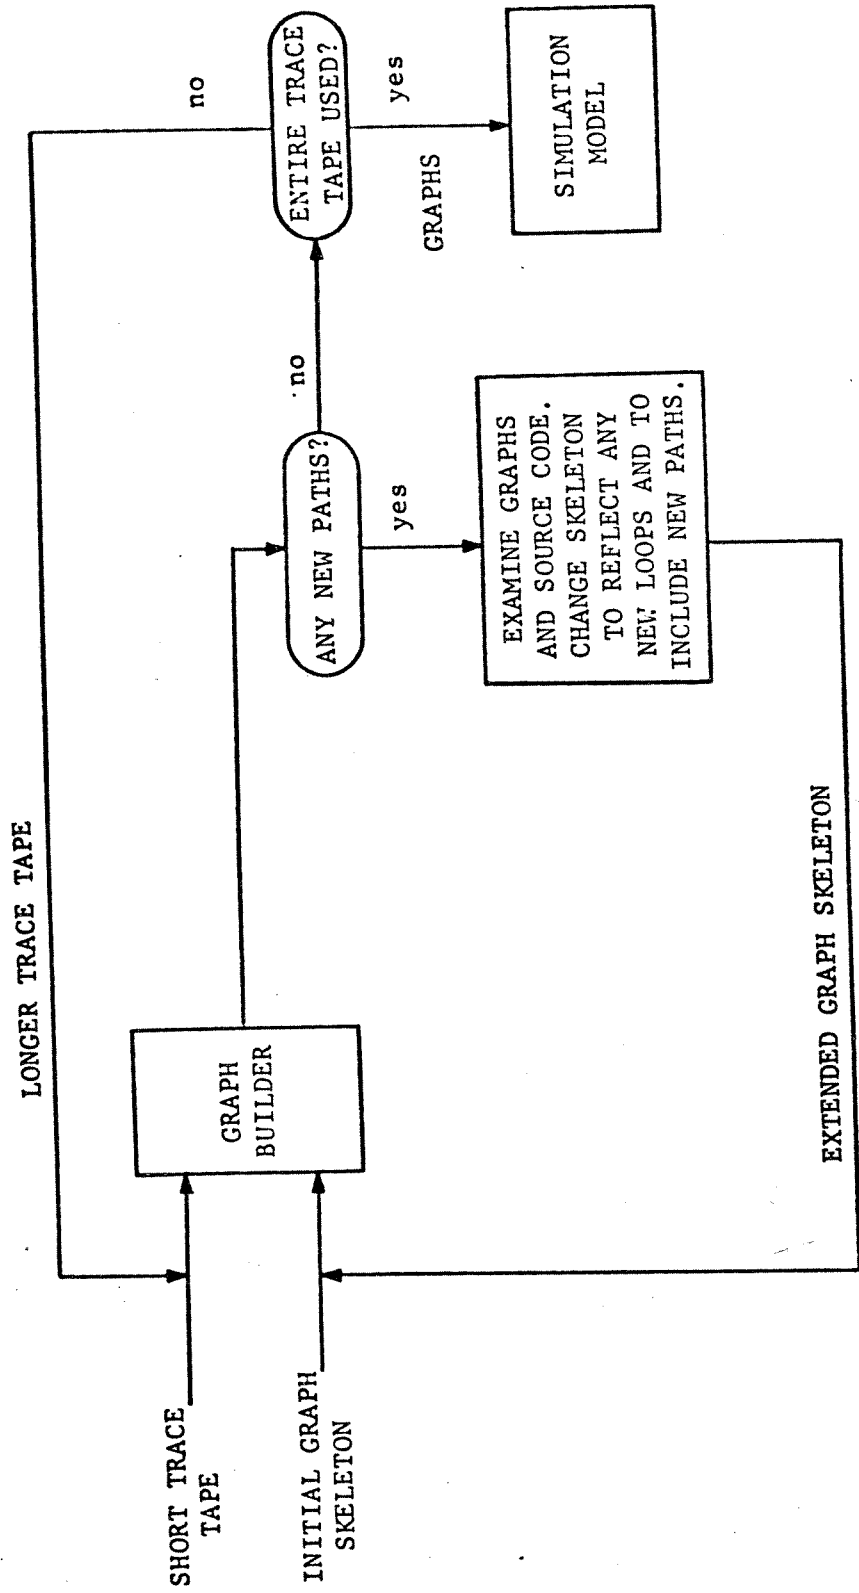 LONGER TRACE TAPE
no
SHORT TRACE
TAPE
INITIAL GRAPH
SKELETON
GRAPH
BUILDER
ANY NEW PATHS?
no
ENTIRE TRACE
TAPE USED?
yes
yes
GRAPHS
EXAMINE GRAPHS
AND SOURCE CODE.
CHANGE SKELETON
TO REFLECT ANY
NEW LOOPS AND TO
INCLUDE NEW PATHS.
SIMULATION
MODEL
EXTENDED GRAPH SKELETON